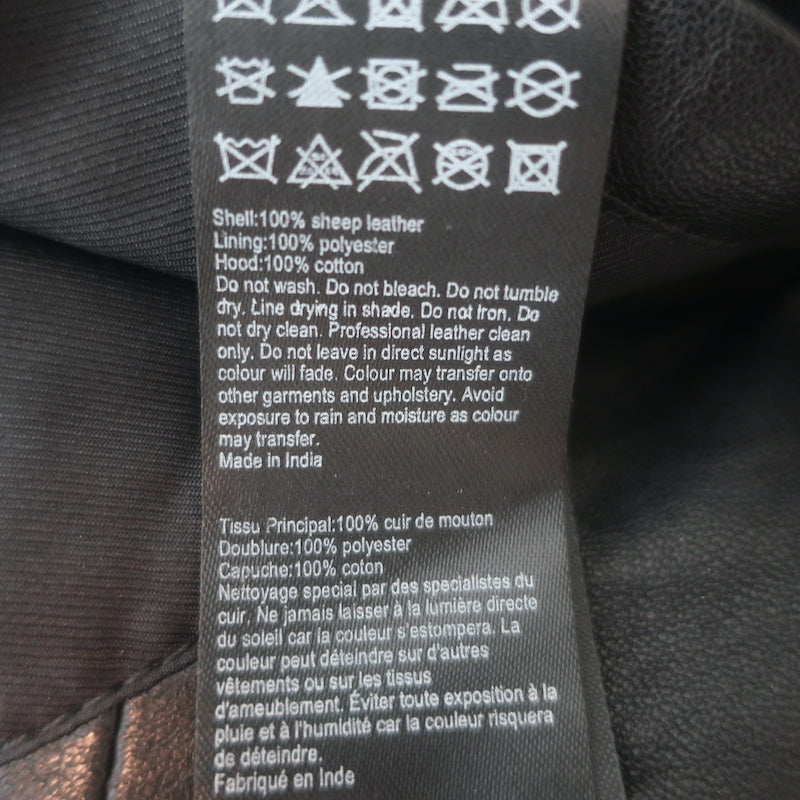 Shell:100% sheep leather
Lining:100% polyester
Hood:100% cotton
Do not wash. Do not bleach. Do not tumble
dry. Line drying in shade. Do not Iron. Do
not dry clean. Professional leather clean
only. Do not leave in direct sunlight as
colour will fade. Colour may transfer onto
other garments and upholstery. Avoid
exposure to rain and moisture as colour
may transfer.
Made in India
Tissu Principal:100% cuir de mouton
Doublure:100% polyester
Capuche:100% coton
Nettoyage special par des specialistes du
cuir. Ne jamais laisser à la lumière directe
du soleil car la couleur s'estompera. La
couleur peut déteindre sur d'autres
vêtements ou sur les tissus
d'ameublement. Éviter toute exposition à la
pluie et à l'humidité car la couleur risquera
de déteindre.
Fabriqué en Inde